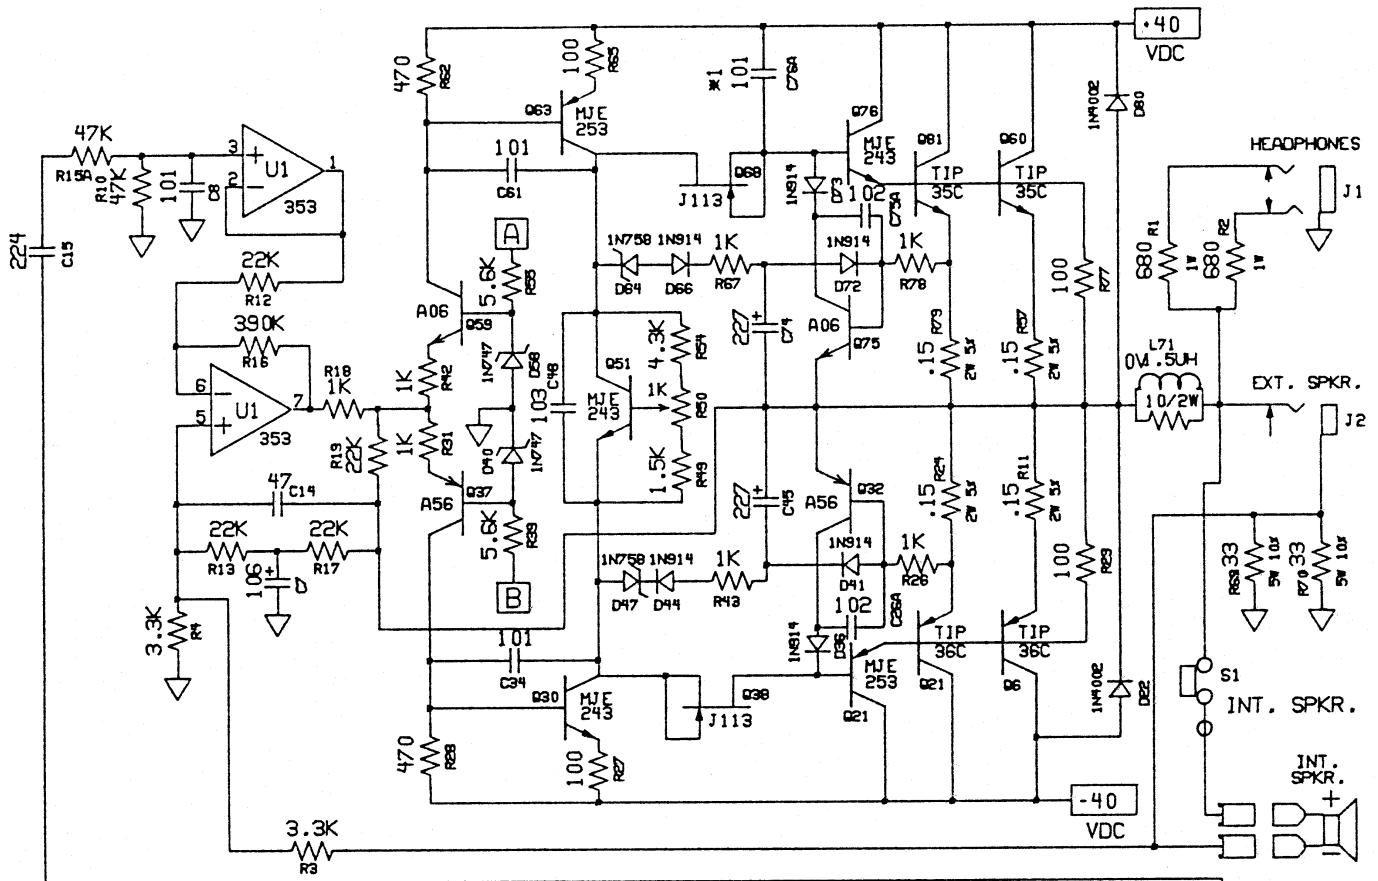 +40
VDC
470
R62
100
R65
Q63
MJE
253
*1
101
C76A
Q76
MJE
243
Q81
TIP
35C
Q60
TIP
35C
1N4002
D80
HEADPHONES
J1
47K
R15A
R10
47K
101
C8
3
2
1
U1
353
224
C15
101
C61
J113
Q68
1N914
D73
102
C75A
680
R1
1W
680
R2
1W
22K
R12
390K
R16
A
5.6K
R55
1N758
D64
1N914
D66
1K
R67
1N914
D72
1K
R78
100
R77
A06
Q59
1N747
D58
227
C74
A06
Q75
R79
.15
2W 5%
R57
.15
2W 5%
L71
1.5UH
10/2W
EXT. SPKR.
J2
6
5
7
U1
353
R18
1K
1K
R42
1K
R31
103
C48
Q51
MJE
243
4.3K
R54
1K
R50
1.5K
R49
R19
22K
D40
1N747
47
C14
A56
Q37
5.6K
R39
B
227
C45
A56
Q32
R24
.15
2W 5%
R11
.15
2W 5%
22K
R13
22K
R17
106
1N758
D47
1N914
D44
1K
R43
1N914
D41
1K
R26
100
R29
33
R69
5W 10%
33
R70
5W 10%
3.3K
R4
101
C34
102
C26A
1N914
D36
TIP
36C
Q21
TIP
36C
Q6
MJE
253
Q21
1N4002
D22
S1
INT. SPKR.
Q30
MJE
243
J113
Q38
470
R28
100
R27
-40
VDC
INT.
SPKR.
3.3K
R3